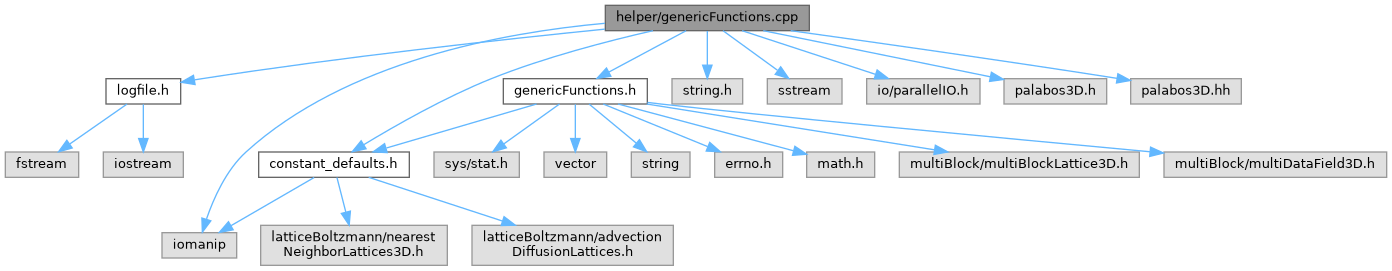 helper/genericFunctions.cpp
logfile.h
genericFunctions.h
string.h
sstream
io/parallelIO.h
palabos3D.h
palabos3D.hh
fstream
iostream
constant_defaults.h
sys/stat.h
vector
string
errno.h
math.h
multiBlock/multiBlockLattice3D.h
multiBlock/multiDataField3D.h
iomanip
latticeBoltzmann/nearest
NeighborLattices3D.h
latticeBoltzmann/advection
DiffusionLattices.h